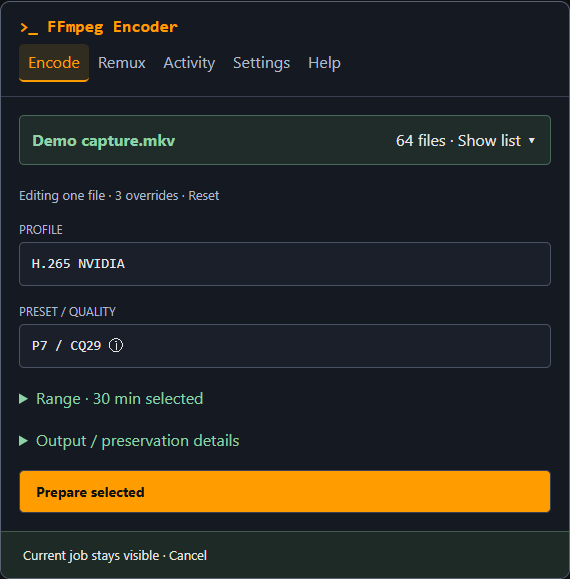 >_ FFmpeg Encoder
Encode Remux Activity Settings Help
Demo capture.mkv 64 files · Show list ▾
Editing one file · 3 overrides · Reset
PROFILE
H.265 NVIDIA
PRESET / QUALITY
P7 / CQ29 ⓘ
▶ Range · 30 min selected
▶ Output / preservation details
Prepare selected
Current job stays visible · Cancel